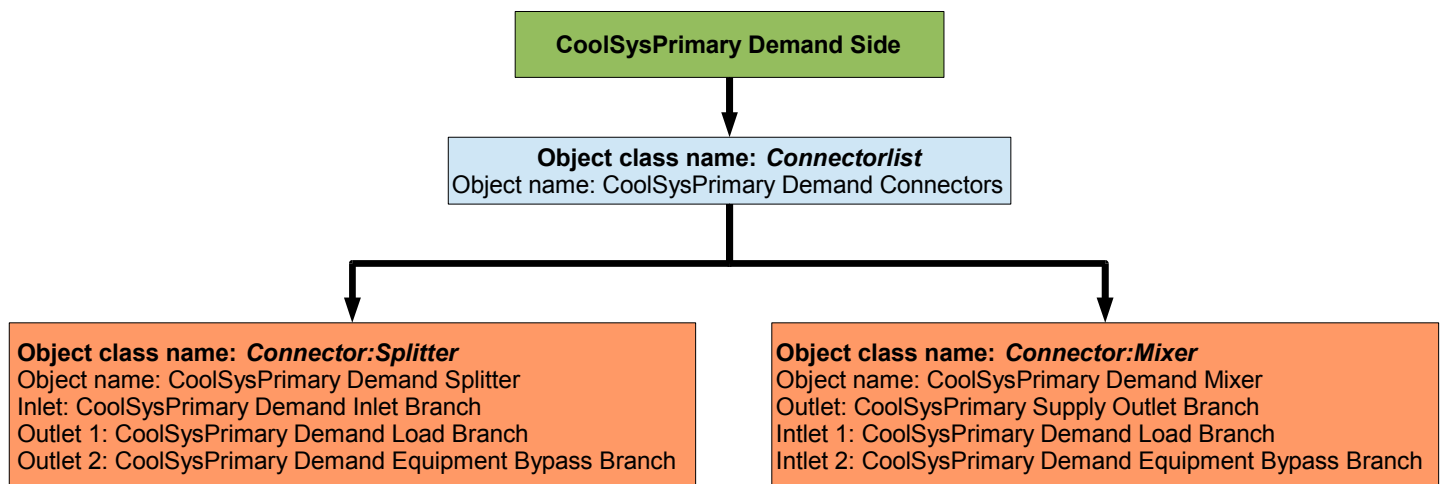 CoolSysPrimary Demand Side
Object class name: Connectorlist
Object name: CoolSysPrimary Demand Connectors
Object class name: Connector:Splitter
Object name: CoolSysPrimary Demand Splitter
Inlet: CoolSysPrimary Demand Inlet Branch
Outlet 1: CoolSysPrimary Demand Load Branch
Outlet 2: CoolSysPrimary Demand Equipment Bypass Branch
Object class name: Connector:Mixer
Object name: CoolSysPrimary Demand Mixer
Outlet: CoolSysPrimary Supply Outlet Branch
Intlet 1: CoolSysPrimary Demand Load Branch
Intlet 2: CoolSysPrimary Demand Equipment Bypass Branch